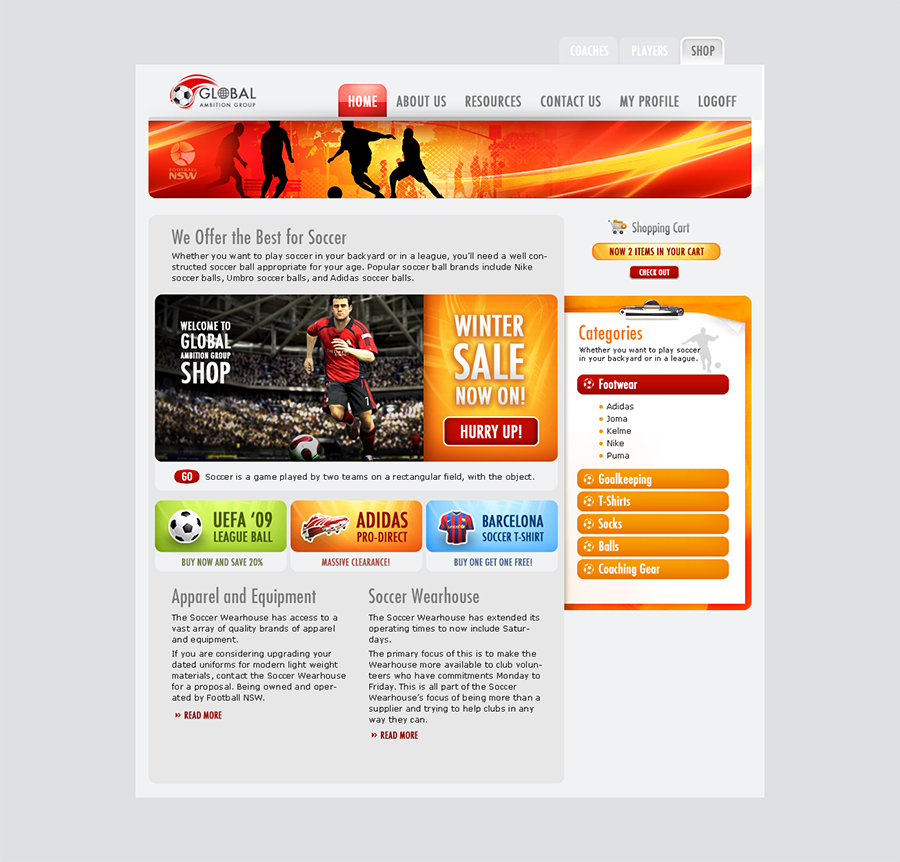 COACHES
PLAYERS
SHOP
GLOBAL
AMBITION GROUP
HOME
ABOUT US
RESOURCES
CONTACT US
MY PROFILE
LOGOFF
FOOTBALL
NSW
We Offer the Best for Soccer
Whether you want to play soccer in your backyard or in a league, you'll need a well con-
structed soccer ball appropriate for your age. Popular soccer ball brands include Nike
soccer balls, Umbro soccer balls, and Adidas soccer balls.
WELCOME TO
GLOBAL
AMBITION GROUP
SHOP
WINTER
SALE
NOW ON!
HURRY UP!
GO
Soccer is a game played by two teams on a rectangular field, with the object.
UEFA '09
LEAGUE BALL
BUY NOW AND SAVE 20%
ADIDAS
PRO-DIRECT
MASSIVE CLEARANCE!
BARCELONA
SOCCER T-SHIRT
BUY ONE GET ONE FREE!
Apparel and Equipment
The Soccer Wearhouse has access to a
vast array of quality brands of apparel
and equipment.
If you are considering upgrading your
dated uniforms for modern light weight
materials, contact the Soccer Wearhouse
for a proposal. Being owned and oper-
ated by Football NSW.
READ MORE
Soccer Wearhouse
The Soccer Wearhouse has extended its
operating times to now include Satur-
days.
The primary focus of this is to make the
Wearhouse more available to club volun-
teers who have commitments Monday to
Friday. This is all part of the Soccer
Wearhouse's focus of being more than a
supplier and trying to help clubs in any
way they can.
READ MORE
Shopping Cart
NOW 2 ITEMS IN YOUR CART
CHECK OUT
Categories
Whether you want to play soccer
in your backyard or in a league.
Footwear
Adidas
Joma
Kelme
Nike
Puma
Goalkeeping
T-Shirts
Socks
Balls
Coaching Gear